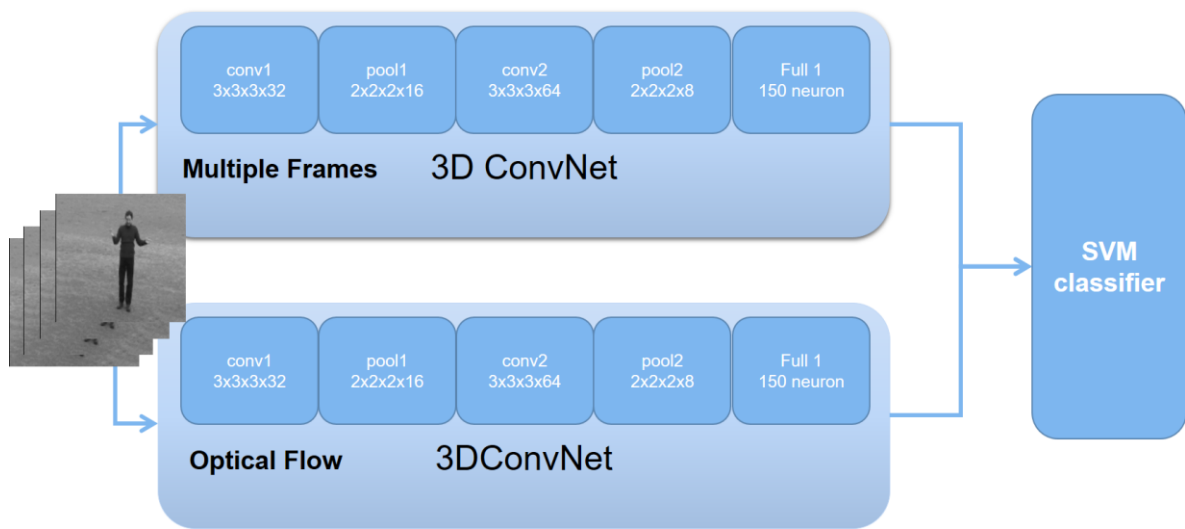 conv1
3x3x3x32
pool1
2x2x2x16
conv2
3x3x3x64
pool2
2x2x2x8
Full 1
150 neuron
Multiple Frames 3D ConvNet
conv1
3x3x3x32
pool1
2x2x2x16
conv2
3x3x3x64
pool2
2x2x2x8
Full 1
150 neuron
Optical Flow 3DConvNet
SVM
classifier